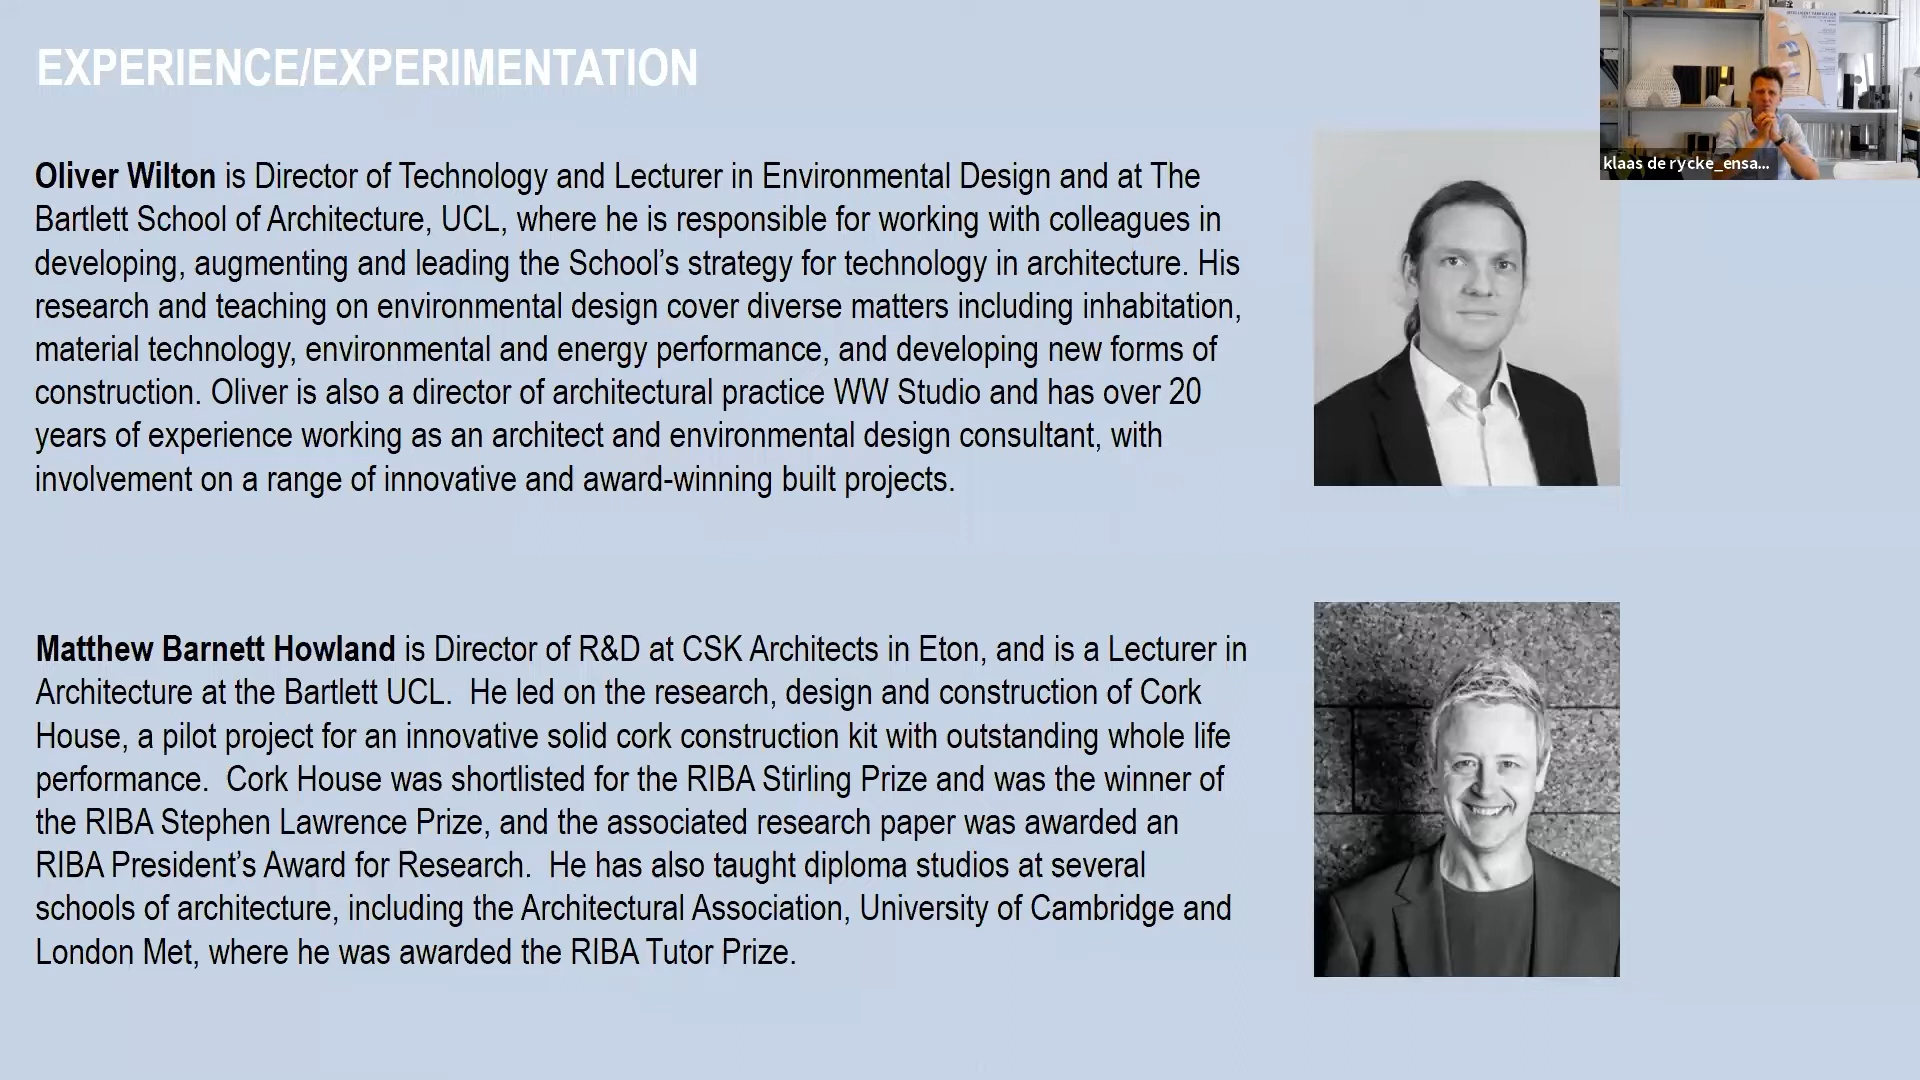 EXPERIENCE/EXPERIMENTATION
Oliver Wilton is Director of Technology and Lecturer in Environmental Design and at The
Bartlett School of Architecture, UCL, where he is responsible for working with colleagues in
developing, augmenting and leading the School’s strategy for technology in architecture. His
research and teaching on environmental design cover diverse matters including inhabitation,
material technology, environmental and energy performance, and developing new forms of
construction. Oliver is also a director of architectural practice WW Studio and has over 20
years of experience working as an architect and environmental design consultant, with
involvement on a range of innovative and award-winning built projects.
Matthew Barnett Howland is Director of R&D at CSK Architects in Eton, and is a Lecturer in
Architecture at the Bartlett UCL.  He led on the research, design and construction of Cork
House, a pilot project for an innovative solid cork construction kit with outstanding whole life
performance.  Cork House was shortlisted for the RIBA Stirling Prize and was the winner of
the RIBA Stephen Lawrence Prize, and the associated research paper was awarded an
RIBA President’s Award for Research.  He has also taught diploma studios at several
schools of architecture, including the Architectural Association, University of Cambridge and
London Met, where he was awarded the RIBA Tutor Prize.
klaas de rycke_ensa...